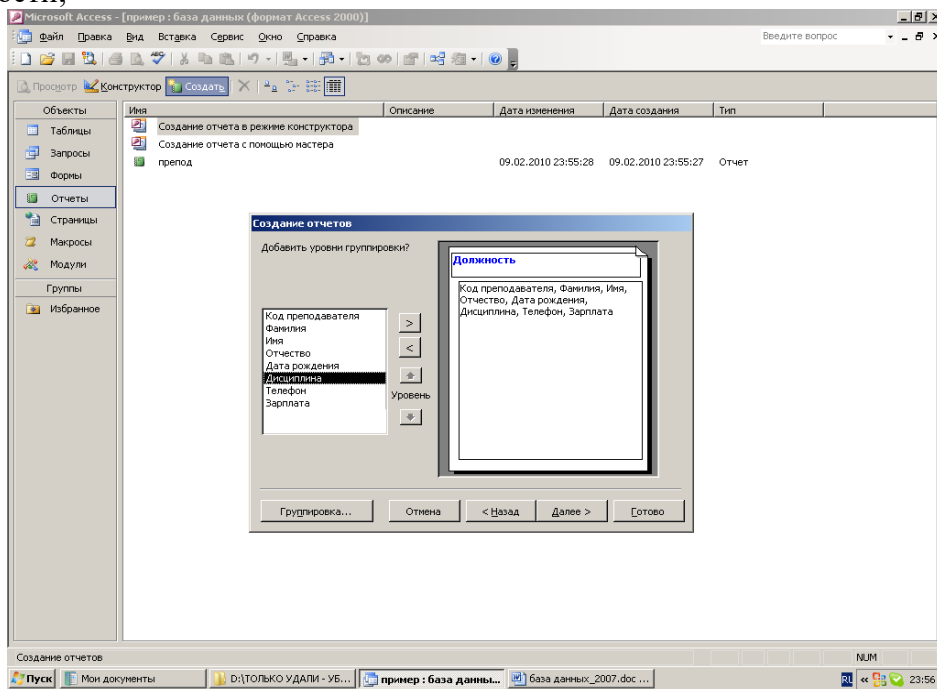 ости,
Microsoft Access - [пример : база данных (формат Access 2000)]
Файл Правка Вид Вставка Сервис Окно Справка Введите вопрос
Просмотр Конструктор Создать
Объекты Имя Описание Дата изменения Дата создания Тип
Таблицы Создание отчета в режиме конструктора
Запросы Создание отчета с помощью мастера
Формы препод 09.02.2010 23:55:28 09.02.2010 23:55:27 Отчет
Отчеты
Страницы
Макросы
Модули
Группы
Избранное
Создание отчетов
Добавить уровни группировки?
Должность
Код преподавателя, Фамилия, Имя,
Отчество, Дата рождения,
Дисциплина, Телефон, Зарплата
Код преподавателя
Фамилия
Имя
Отчество
Дата рождения
Дисциплина
Телефон
Зарплата
>
<
Уровень
Группировка... Отмена < Назад Далее > Готово
Создание отчетов NUM
Пуск Мои документы D:\ТОЛЬКО УДАЛИ - УБ... пример : база данны... база данных_2007.doc ... RL « 23:56